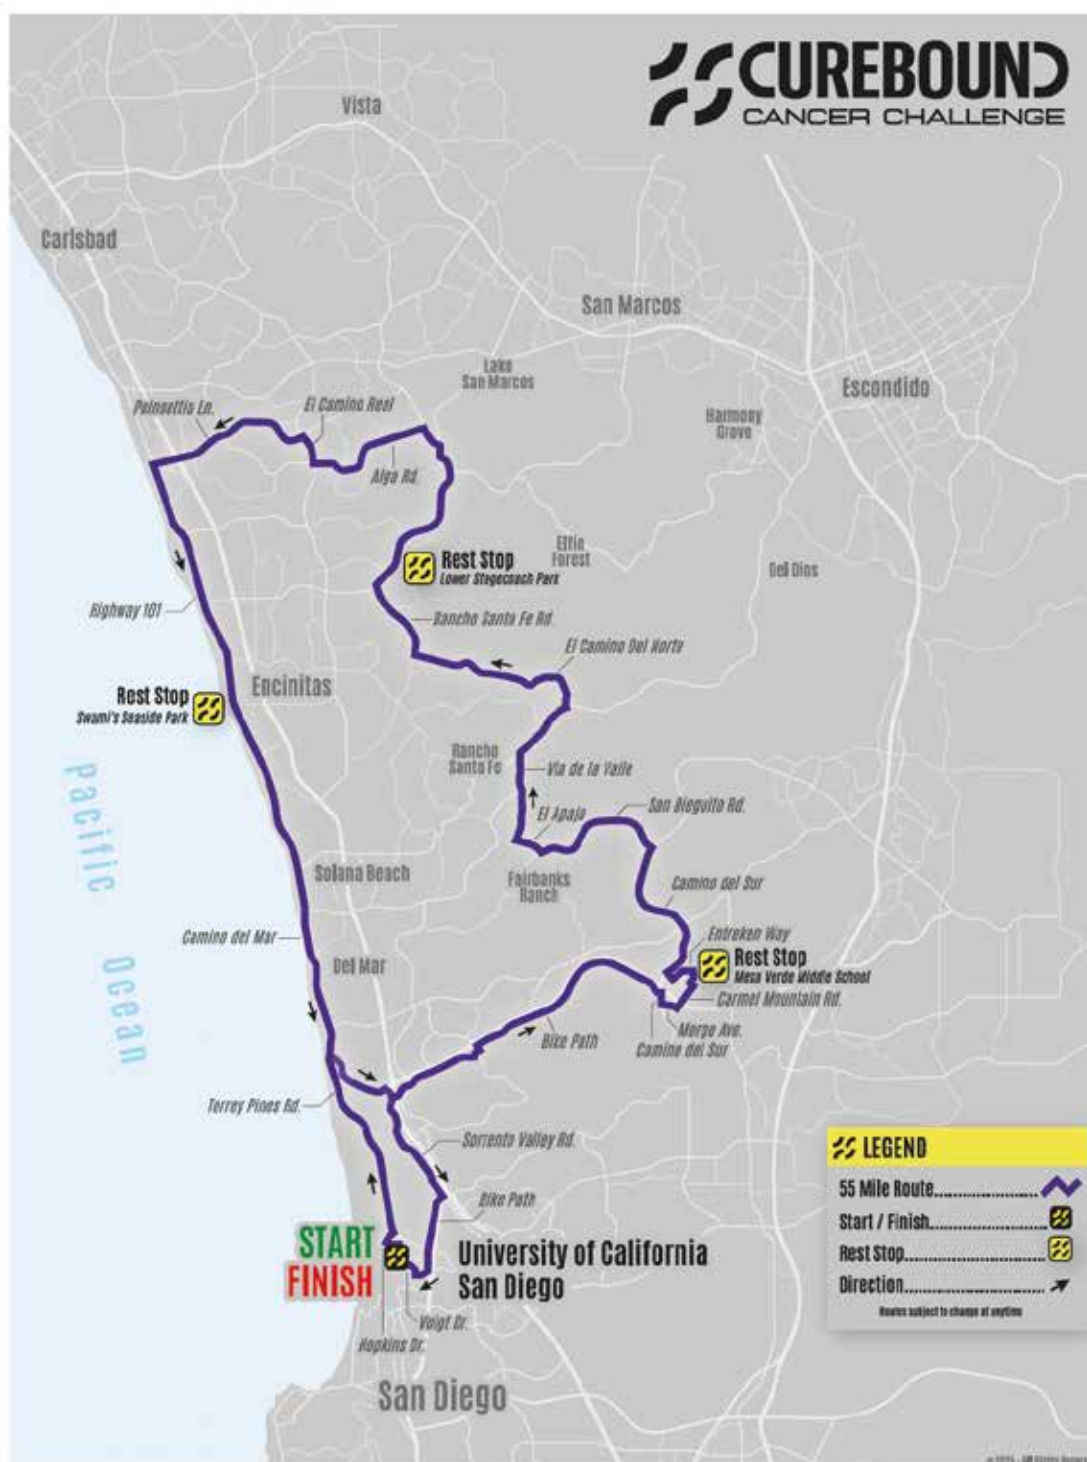 CUREBOUND
CANCER CHALLENGE
Vista
Carlsbad
San Marcos
Lake
San Marcos
Escondido
Harmony
Grove
Poinsettia Ln.
El Camino Real
Alga Rd.
Elfin
Forest
Del Dios
Rest Stop
Lower Stagecoach Park
Highway 101
Rancho Santa Fe Rd.
El Camino Del Norte
Encinitas
Rest Stop
Swami's Seaside Park
Rancho
Santa Fe
Via de la Valle
Pacific Ocean
El Apajo
San Dieguito Rd.
Solana Beach
Fairbanks
Ranch
Camino del Sur
Camino del Mar
Del Mar
Entreken Way
Rest Stop
Mesa Verde Middle School
Carmel Mountain Rd.
Merge Ave.
Camino del Sur
Bike Path
Torrey Pines Rd.
Sorrento Valley Rd.
Bike Path
START
FINISH
University of California
San Diego
Voigt Dr.
Hopkins Dr.
San Diego
LEGEND
55 Mile Route
Start / Finish
Rest Stop
Direction
Routes subject to change at anytime